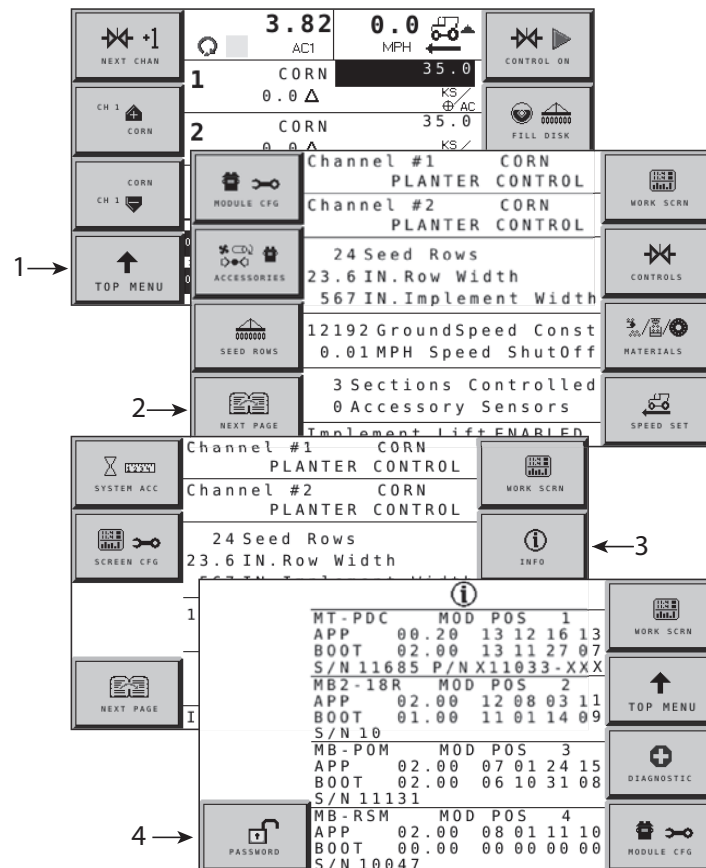 +1
NEXT CHAN
3.82
AC1
0.0
MPH
CONTROL ON
1
CORN
35.0
0.0
KS/
AC
CH 1
CORN
2
CORN
35.0
KS/
FILL DISK
CORN
CH 1
1
TOP MENU
MODULE CFG
Channel #1 CORN
PLANTER CONTROL
WORK SCRN
Channel #2 CORN
PLANTER CONTROL
ACCESSORIES
24 Seed Rows
23.6 IN. Row Width
567 IN. Implement Width
CONTROLS
SEED ROWS
12192 GroundSpeed Const
0.01 MPH Speed ShutOff
MATERIALS
2
NEXT PAGE
3 Sections Controlled
0 Accessory Sensors
Implement Lift ENABLED
SPEED SET
SYSTEM ACC
Channel #1 CORN
PLANTER CONTROL
WORK SCRN
Channel #2 CORN
PLANTER CONTROL
SCREEN CFG
24 Seed Rows
23.6 IN. Row Width
INFO
3
NEXT PAGE
MT-PDC MOD POS 1
APP 00.20 13 12 16 13
BOOT 02.00 13 11 27 07
S/N 11685 P/N X11033-XXX
WORK SCRN
MB2-18R MOD POS 2
APP 02.00 12 08 03 11
BOOT 01.00 11 01 14 09
S/N 10
TOP MENU
MB-POM MOD POS 3
APP 02.00 07 01 24 15
BOOT 02.00 06 10 31 08
S/N 11131
DIAGNOSTIC
4
PASSWORD
MB-RSM MOD POS 4
APP 02.00 08 01 11 10
BOOT 00.00 00 00 00 00
S/N 10047
MODULE CFG